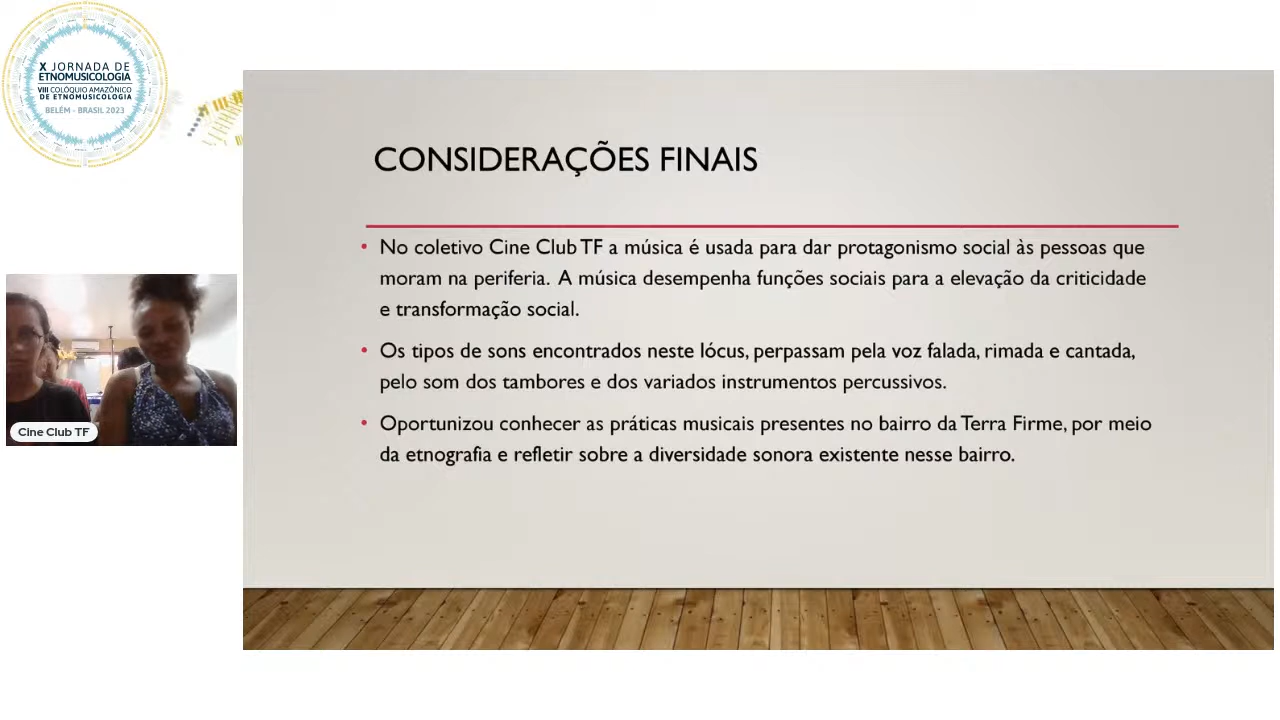 X JORNADA DE
ETNOMUSICOLOGIA
VIII COLÓQUIO AMAZÔNICO
DE ETNOMUSICOLOGIA
BELÉM - BRASIL 2023
CONSIDERAÇÕES FINAIS
• No coletivo Cine Club TF a música é usada para dar protagonismo social às pessoas que
moram na periferia. A música desempenha funções sociais para a elevação da criticidade
e transformação social.
• Os tipos de sons encontrados neste lócus, perpassam pela voz falada, rimada e cantada,
pelo som dos tambores e dos variados instrumentos percussivos.
• Oportunizou conhecer as práticas musicais presentes no bairro da Terra Firme, por meio
da etnografia e refletir sobre a diversidade sonora existente nesse bairro.
Cine Club TF